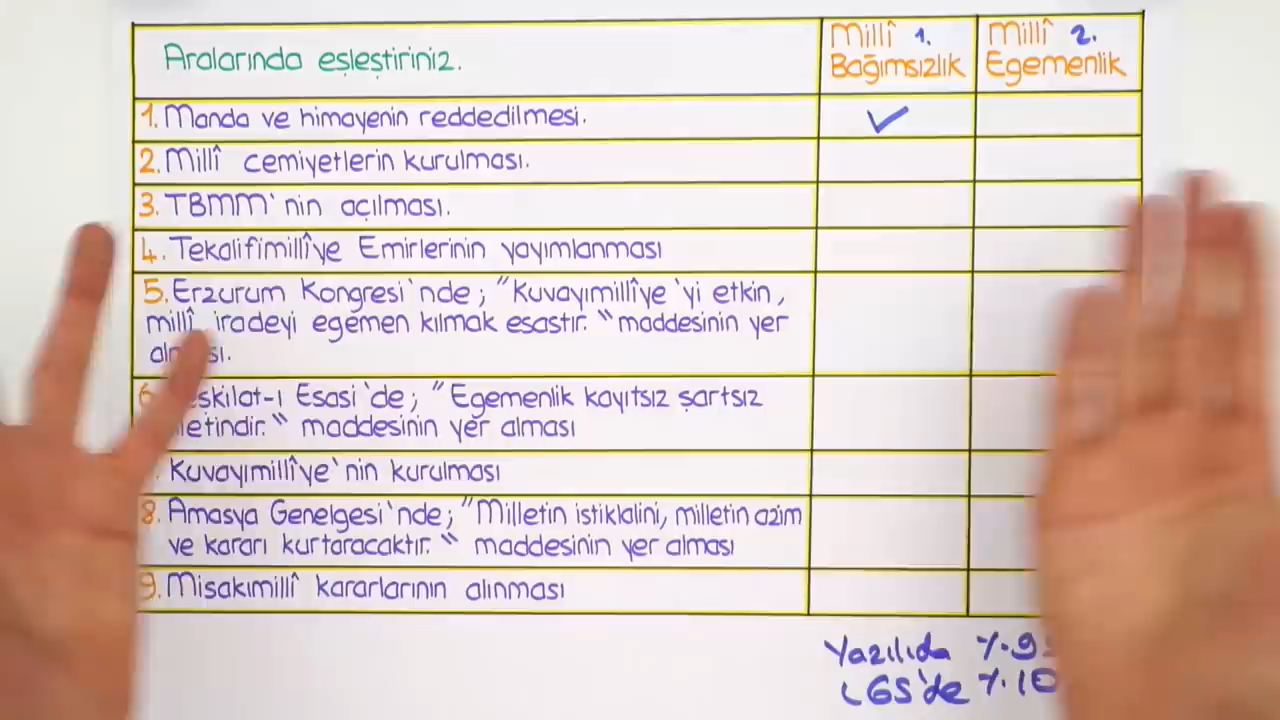 Aralarında eşleştiriniz.
Millî 1.
Bağımsızlık
Millî 2.
Egemenlik
1. Manda ve himayenin reddedilmesi. ✓
2. Millî cemiyetlerin kurulması.
3. TBMM'nin açılması.
4. Tekalifimillîye Emirlerinin yayımlanması
5. Erzurum Kongresi'nde; "Kuvayımillîye'yi etkin,
millî iradeyi egemen kılmak esastır." maddesinin yer
Esasi'de; "Egemenlik kayıtsız şartsız
maddesinin yer alması
Kuvayımillîye'nin kurulması
8. Amasya Genelgesi'nde; "Milletin istiklalini, milletin azim
ve kararı kurtaracaktır." maddesinin yer alması
9. Misakımillî kararlarının alınması
Yazılıda
LGS'de